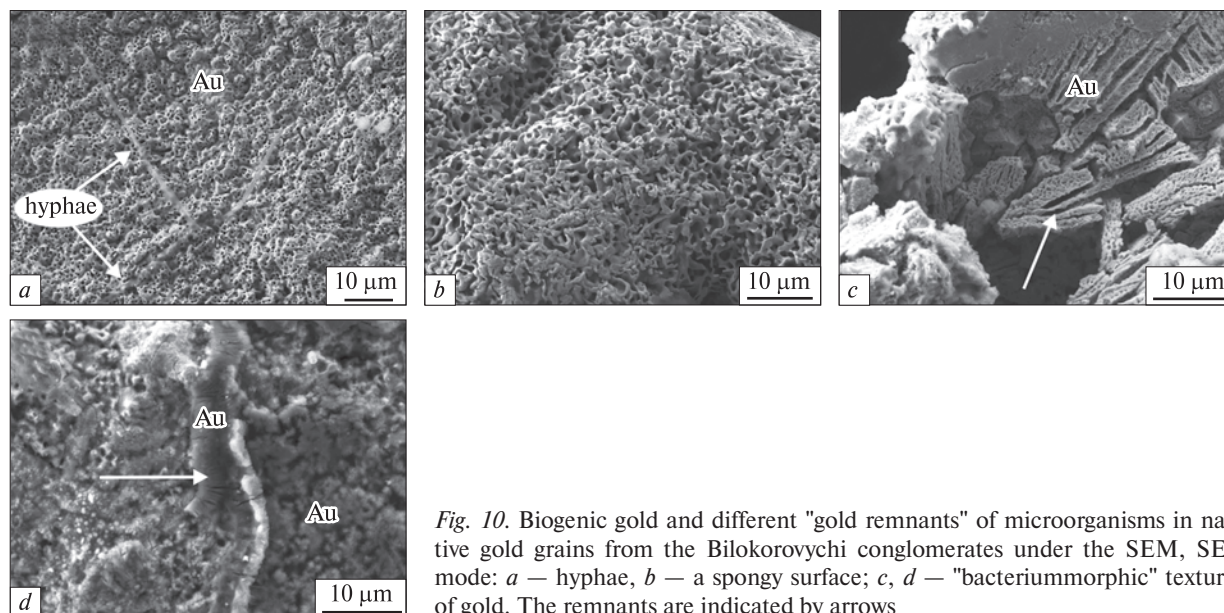 Au
hyphae
a
10 μm
b
10 μm
Au
c
10 μm
Au
Au
d
10 μm
Fig. 10. Biogenic gold and different "gold remnants" of microorganisms in na-
tive gold grains from the Bilokorovychi conglomerates under the SEM, SE
mode: a — hyphae, b — a spongy surface; c, d — "bacteriummorphic" textur
of gold. The remnants are indicated by arrows